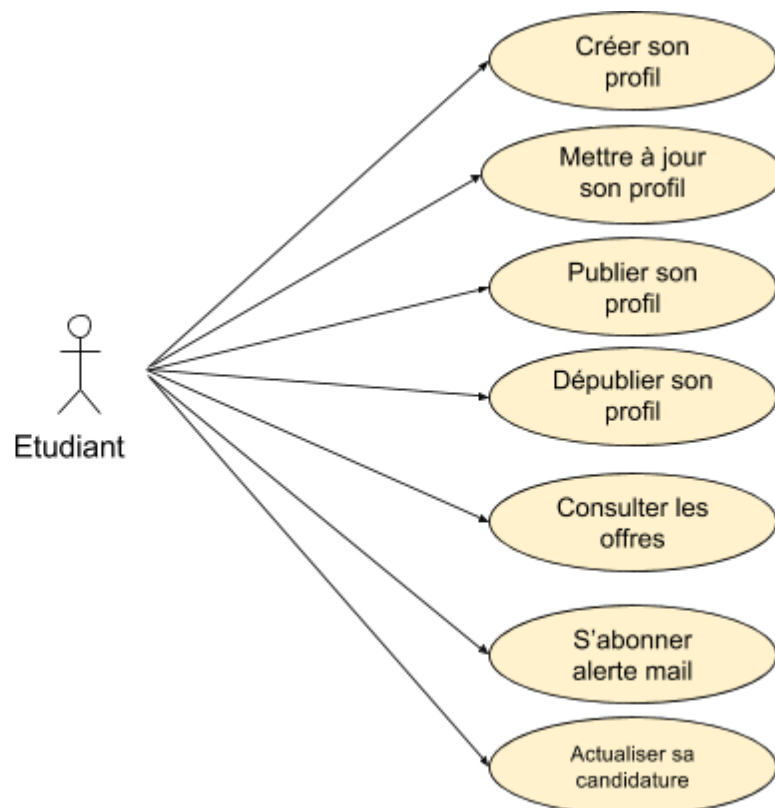 Créer son
profil
Mettre à jour
son profil
Publier son
profil
Dépublier son
profil
Etudiant
Consulter les
offres
S'abonner
alerte mail
Actualiser sa
candidature